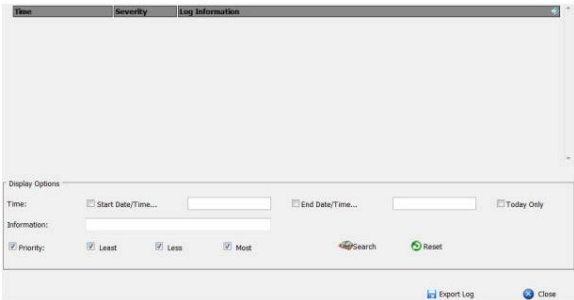 Time Severity Log Information
Display Options
Time: Start Date/Time... End Date/Time... Today Only
Information:
Priority: Least Less Most Search Reset
Export Log Close